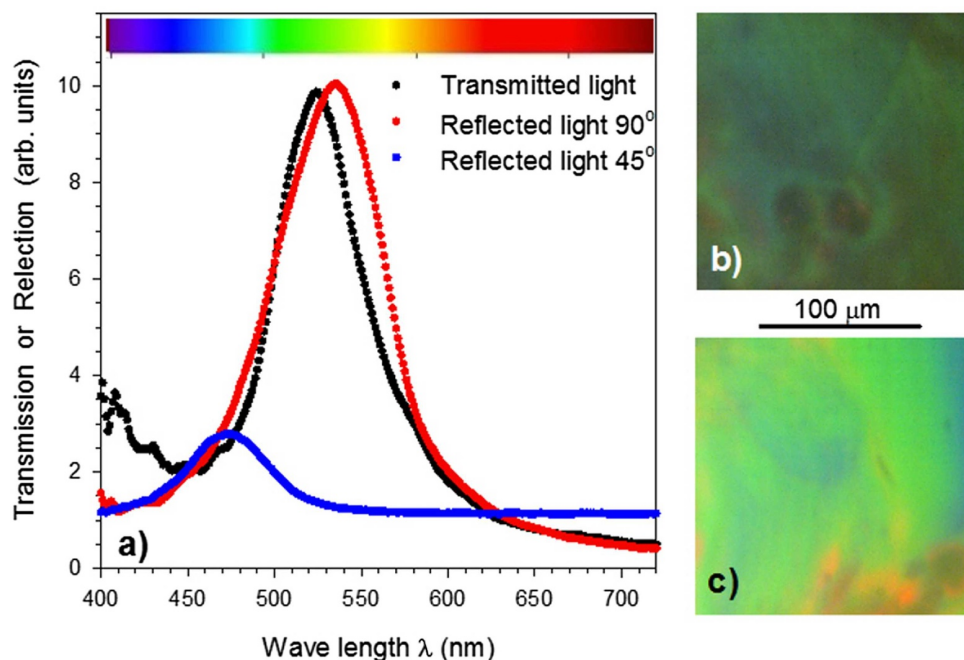 Transmission or Relection (arb. units)
10
8
6
4
2
0
Transmitted light
Reflected light 90°
Reflected light 45°
a)
400 450 500 550 600 650 700
Wave length λ (nm)
b)
100 μm
c)